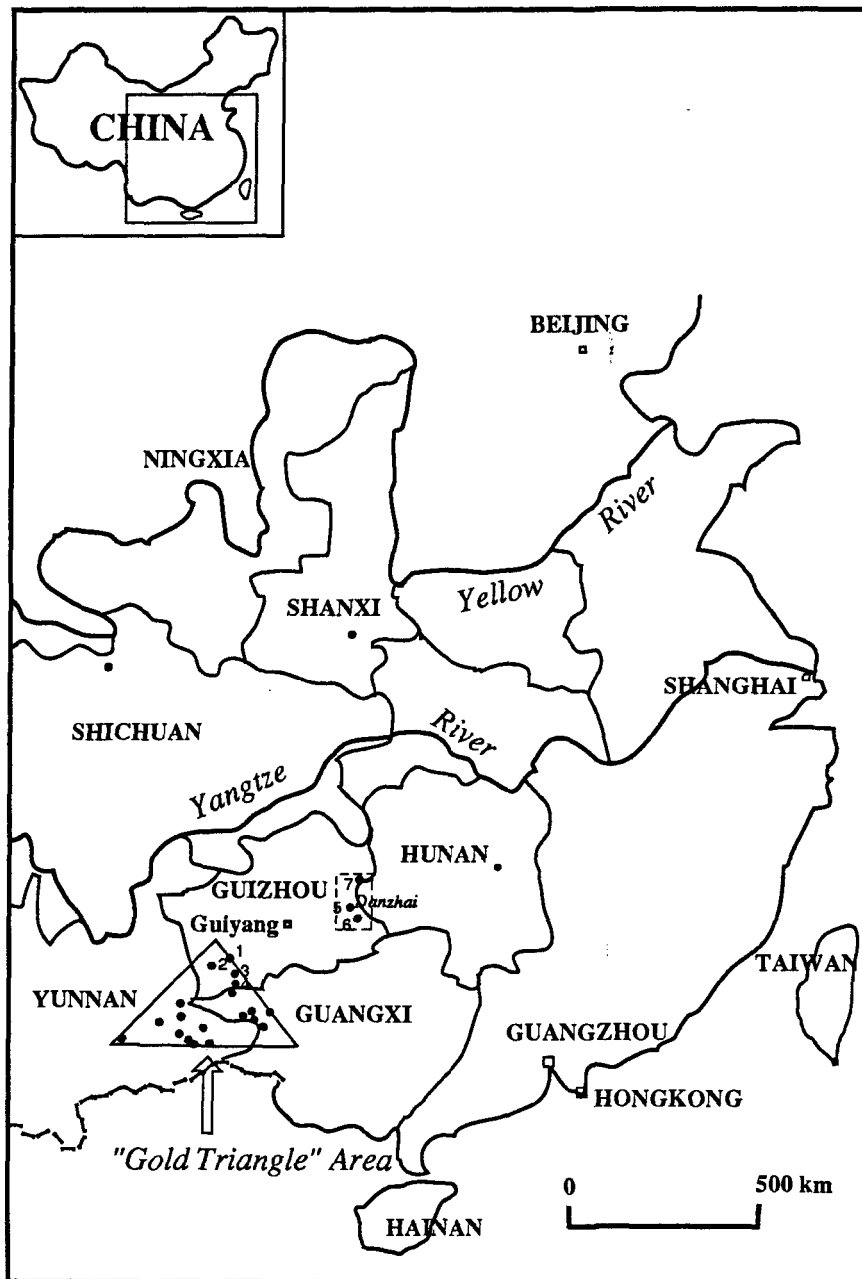 CHINA
BEIJING
NINGXIA
River
Yellow
SHANXI
SHANGHAI
SHICHUAN
River
Yangtze
HUNAN
GUIZHOU
7
Danzhai
5
6
Guiyang
1
2
3
4
TAIWAN
YUNNAN
GUANGXI
GUANGZHOU
HONGKONG
"Gold Triangle" Area
0 500 km
HAINAN